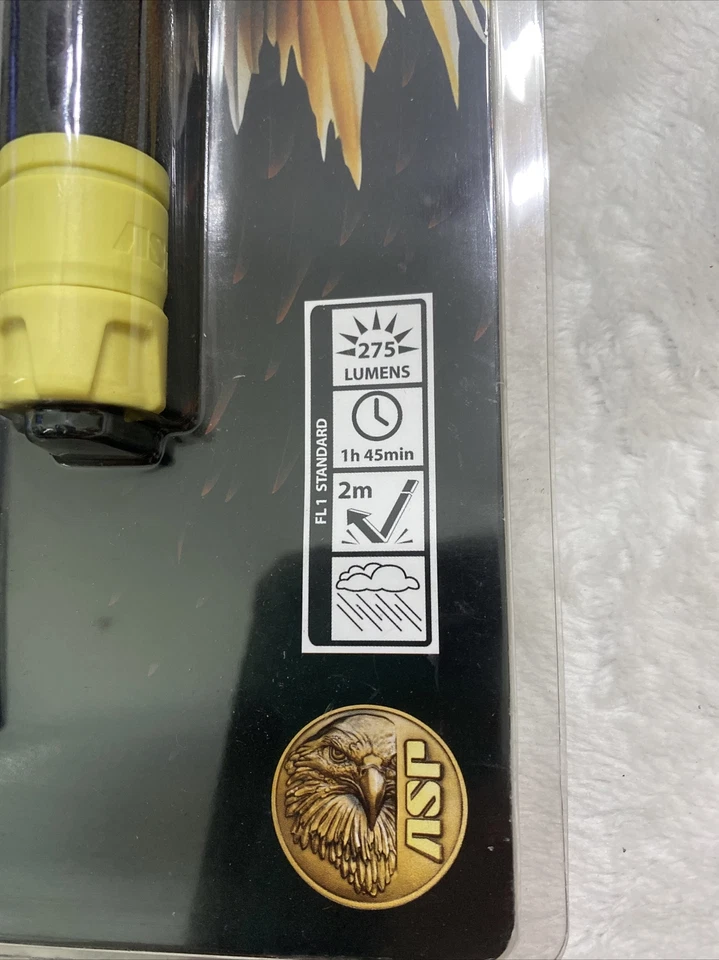 ASP
275
LUMENS
1h 45min
2m
FL 1 STANDARD
ASP